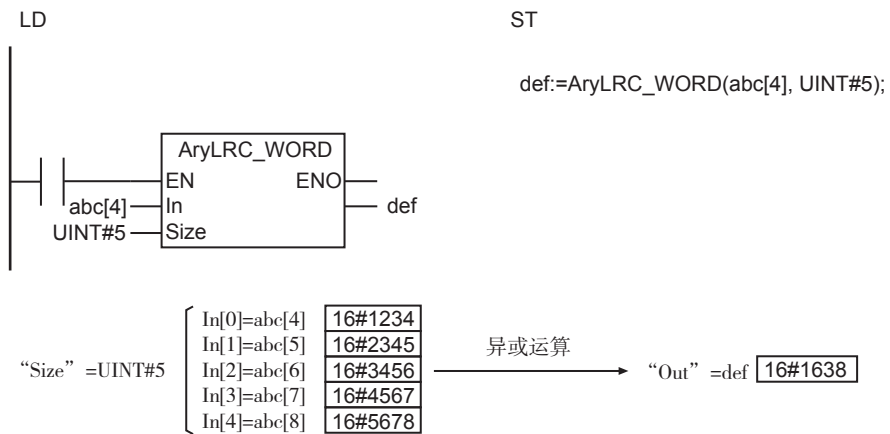 LD
ST
def:=AryLRC_WORD(abc[4], UINT#5);
AryLRC_WORD
EN ENO
abc[4] In def
UINT#5 Size
In[0]=abc[4] 16#1234
In[1]=abc[5] 16#2345
“Size”=UINT#5 In[2]=abc[6] 16#3456 异或运算 “Out”=def 16#1638
In[3]=abc[7] 16#4567
In[4]=abc[8] 16#5678